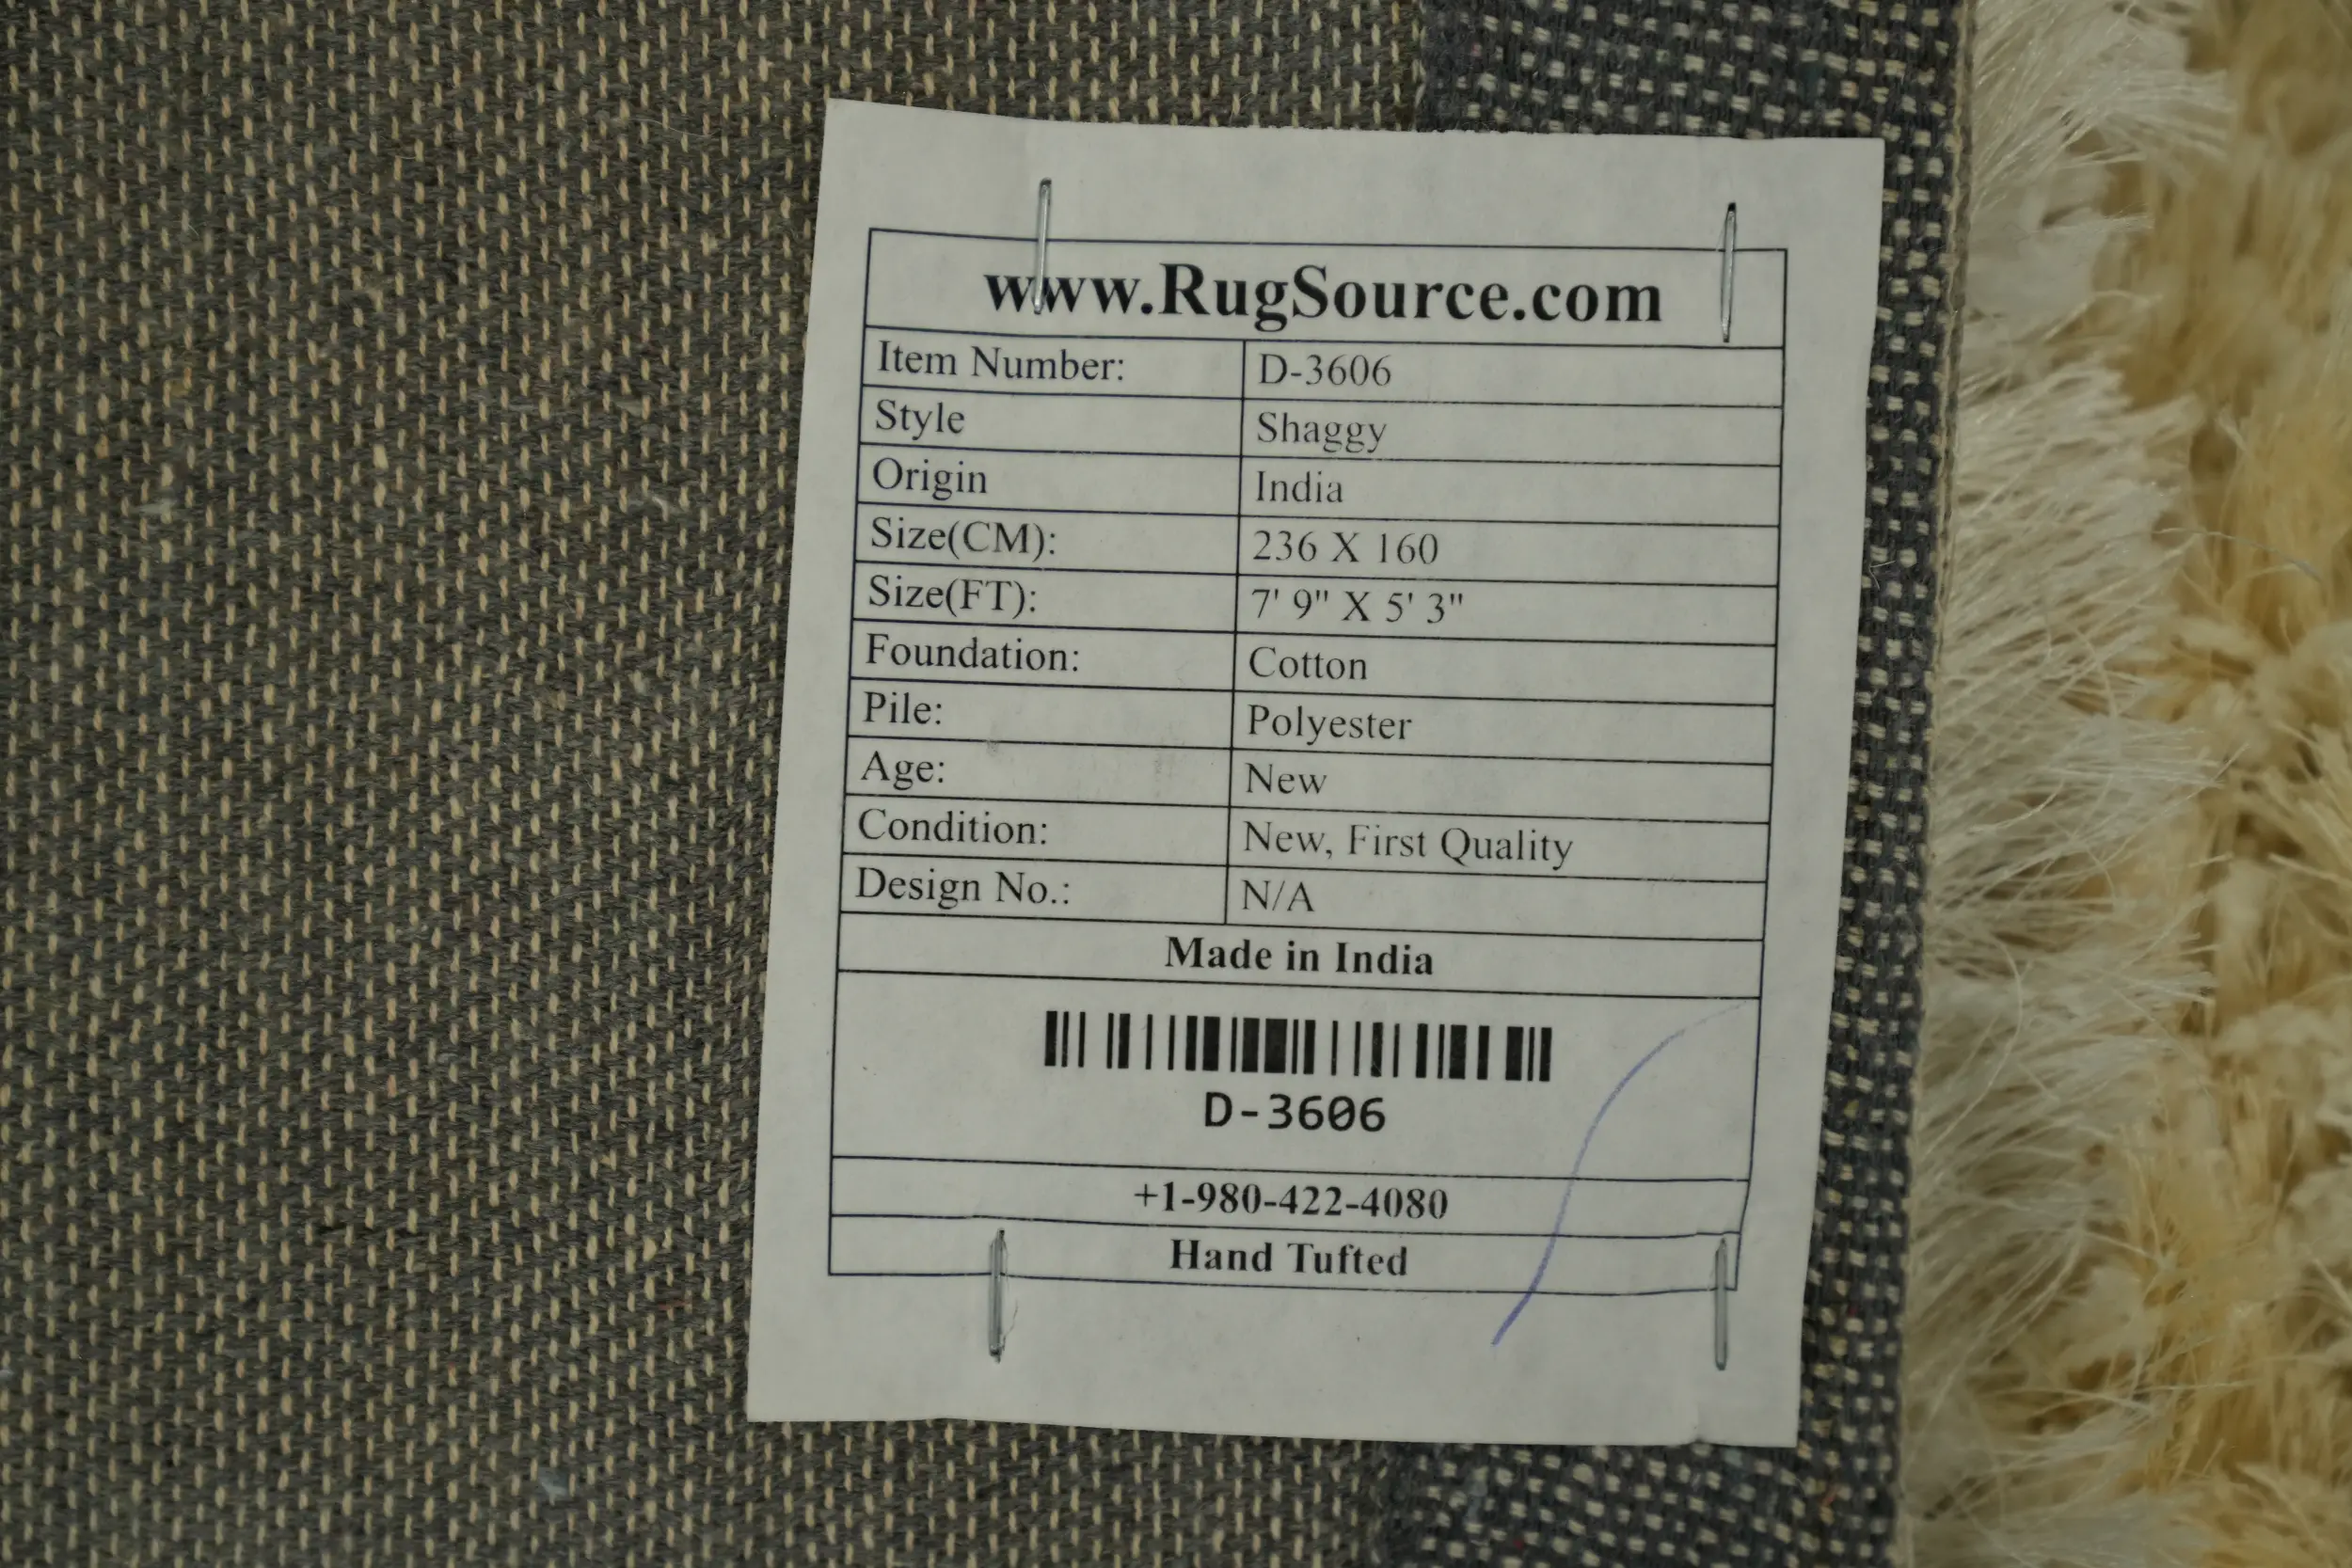 www.RugSource.com
Item Number: D-3606
Style Shaggy
Origin India
Size(CM): 236 X 160
Size(FT): 7' 9" X 5' 3"
Foundation: Cotton
Pile: Polyester
Age: New
Condition: New, First Quality
Design No.: N/A
Made in India
D-3606
+1-980-422-4080
Hand Tufted